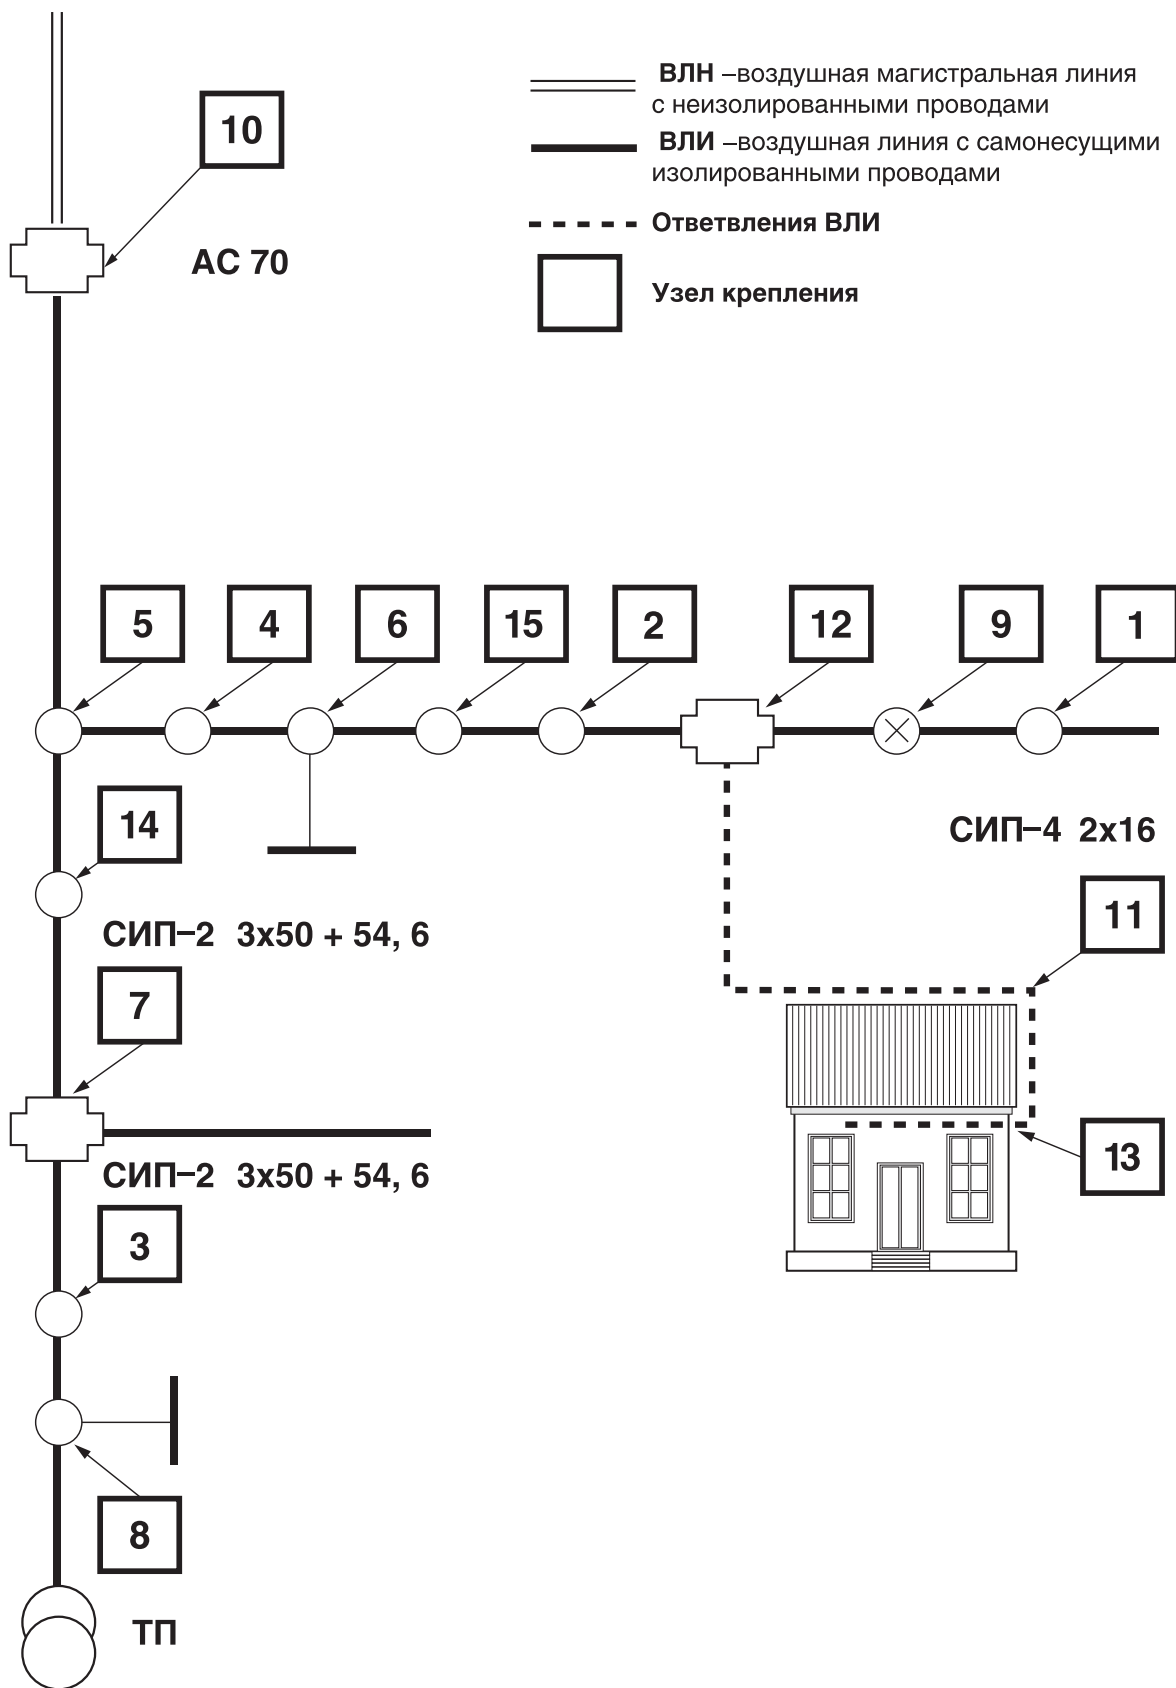 ВЛН –воздушная магистральная линия
с неизолированными проводами
ВЛИ –воздушная линия с самонесущими
изолированными проводами
Ответвления ВЛИ
Узел крепления
10
АС 70
5
4
6
15
2
12
9
1
14
СИП–4 2х16
СИП–2 3х50 + 54, 6
11
7
СИП–2 3х50 + 54, 6
13
3
8
ТП